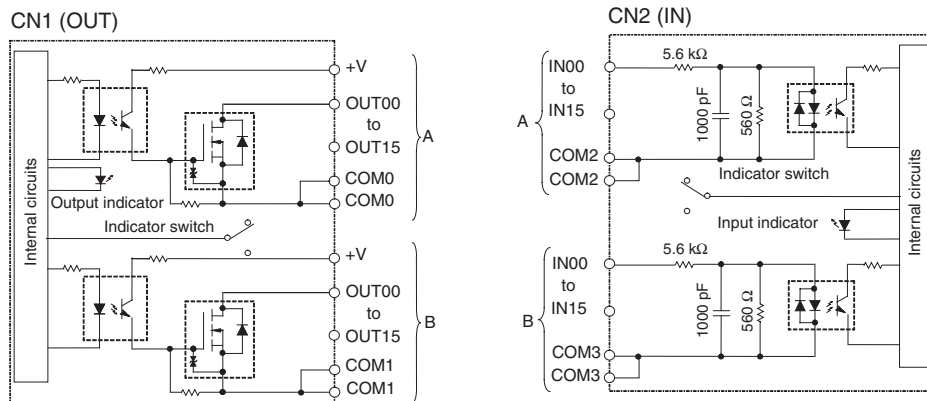 CN1 (OUT)
Internal circuits
+V
OUT00
to
OUT15
COM0
COM0
A
Output indicator
Indicator switch
+V
OUT00
to
OUT15
COM1
COM1
B
CN2 (IN)
A
IN00
to
IN15
COM2
COM2
5.6 kΩ
1000 pF
560 Ω
Indicator switch
Input indicator
Internal circuits
B
IN00
to
IN15
COM3
COM3
5.6 kΩ
1000 pF
560 Ω